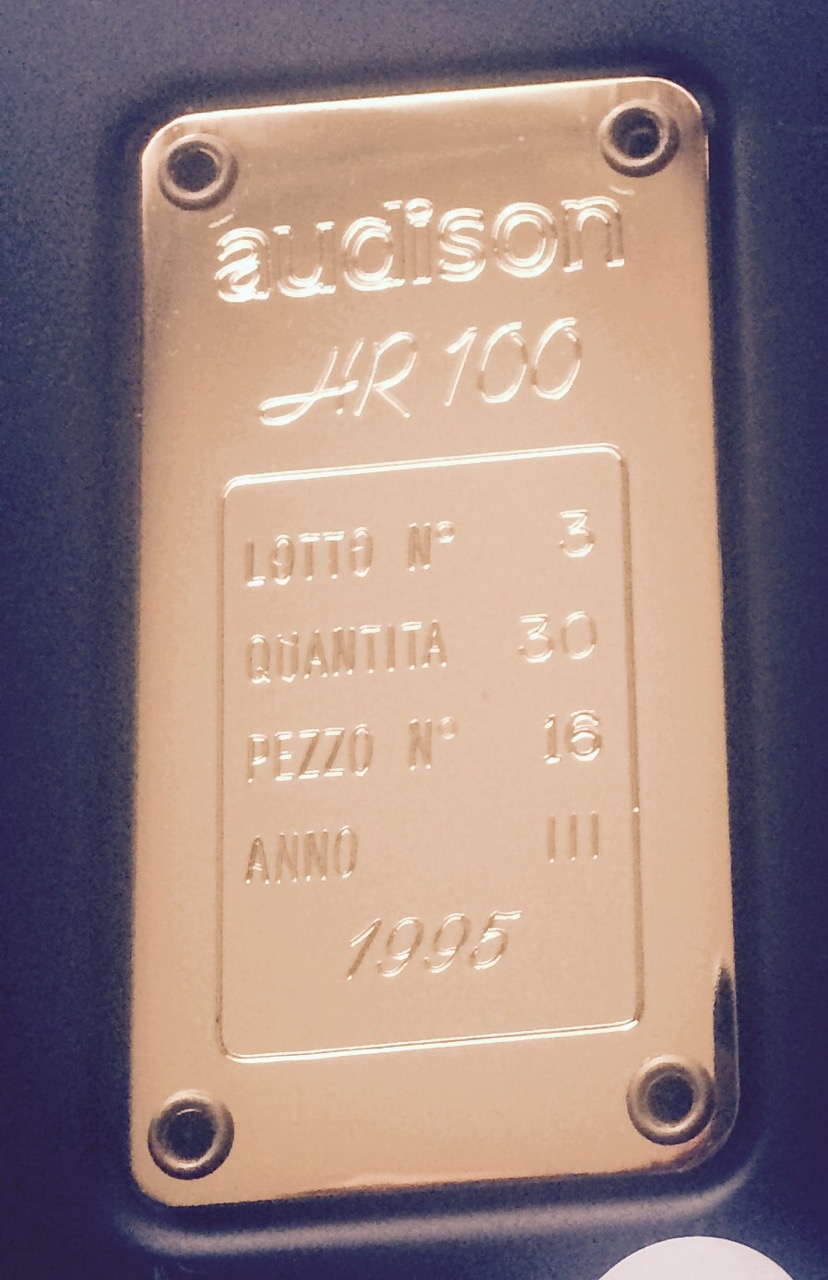 audison
HR 100
LOTTO N° 3
QUANTITA 30
PEZZO N° 16
ANNO III
1995